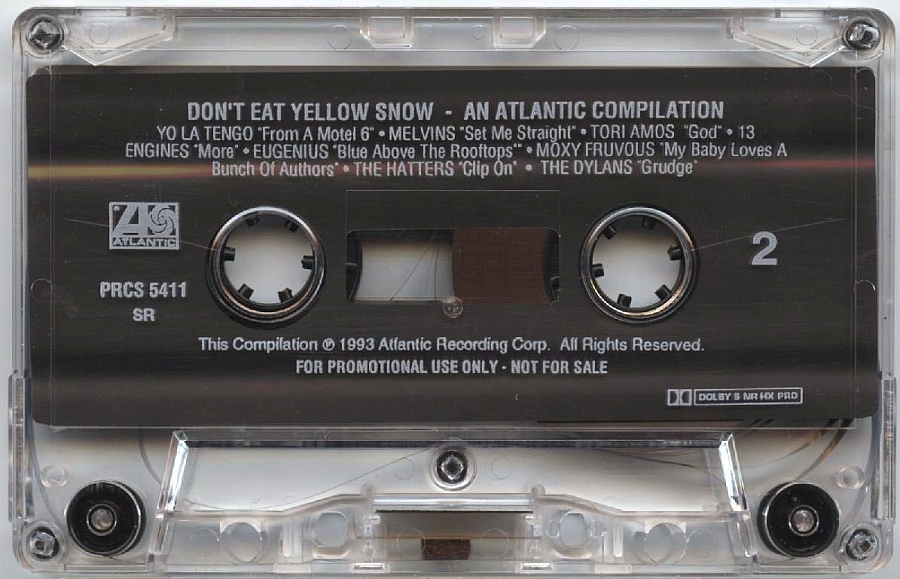 DON'T EAT YELLOW SNOW - AN ATLANTIC COMPILATION
YO LA TENGO "From A Motel 6" • MELVINS "Set Me Straight" • TORI AMOS "God" • 13
ENGINES "More" • EUGENIUS "Blue Above The Rooftops"" • MOXY FRUVOUS "My Baby Loves A
Bunch Of Authors" • THE HATTERS "Clip On" • THE DYLANS "Grudge"
A
ATLANTIC
2
PRCS 5411
SR
This Compilation ℗ 1993 Atlantic Recording Corp. All Rights Reserved.
FOR PROMOTIONAL USE ONLY - NOT FOR SALE
DOLBY B NR HX PRO